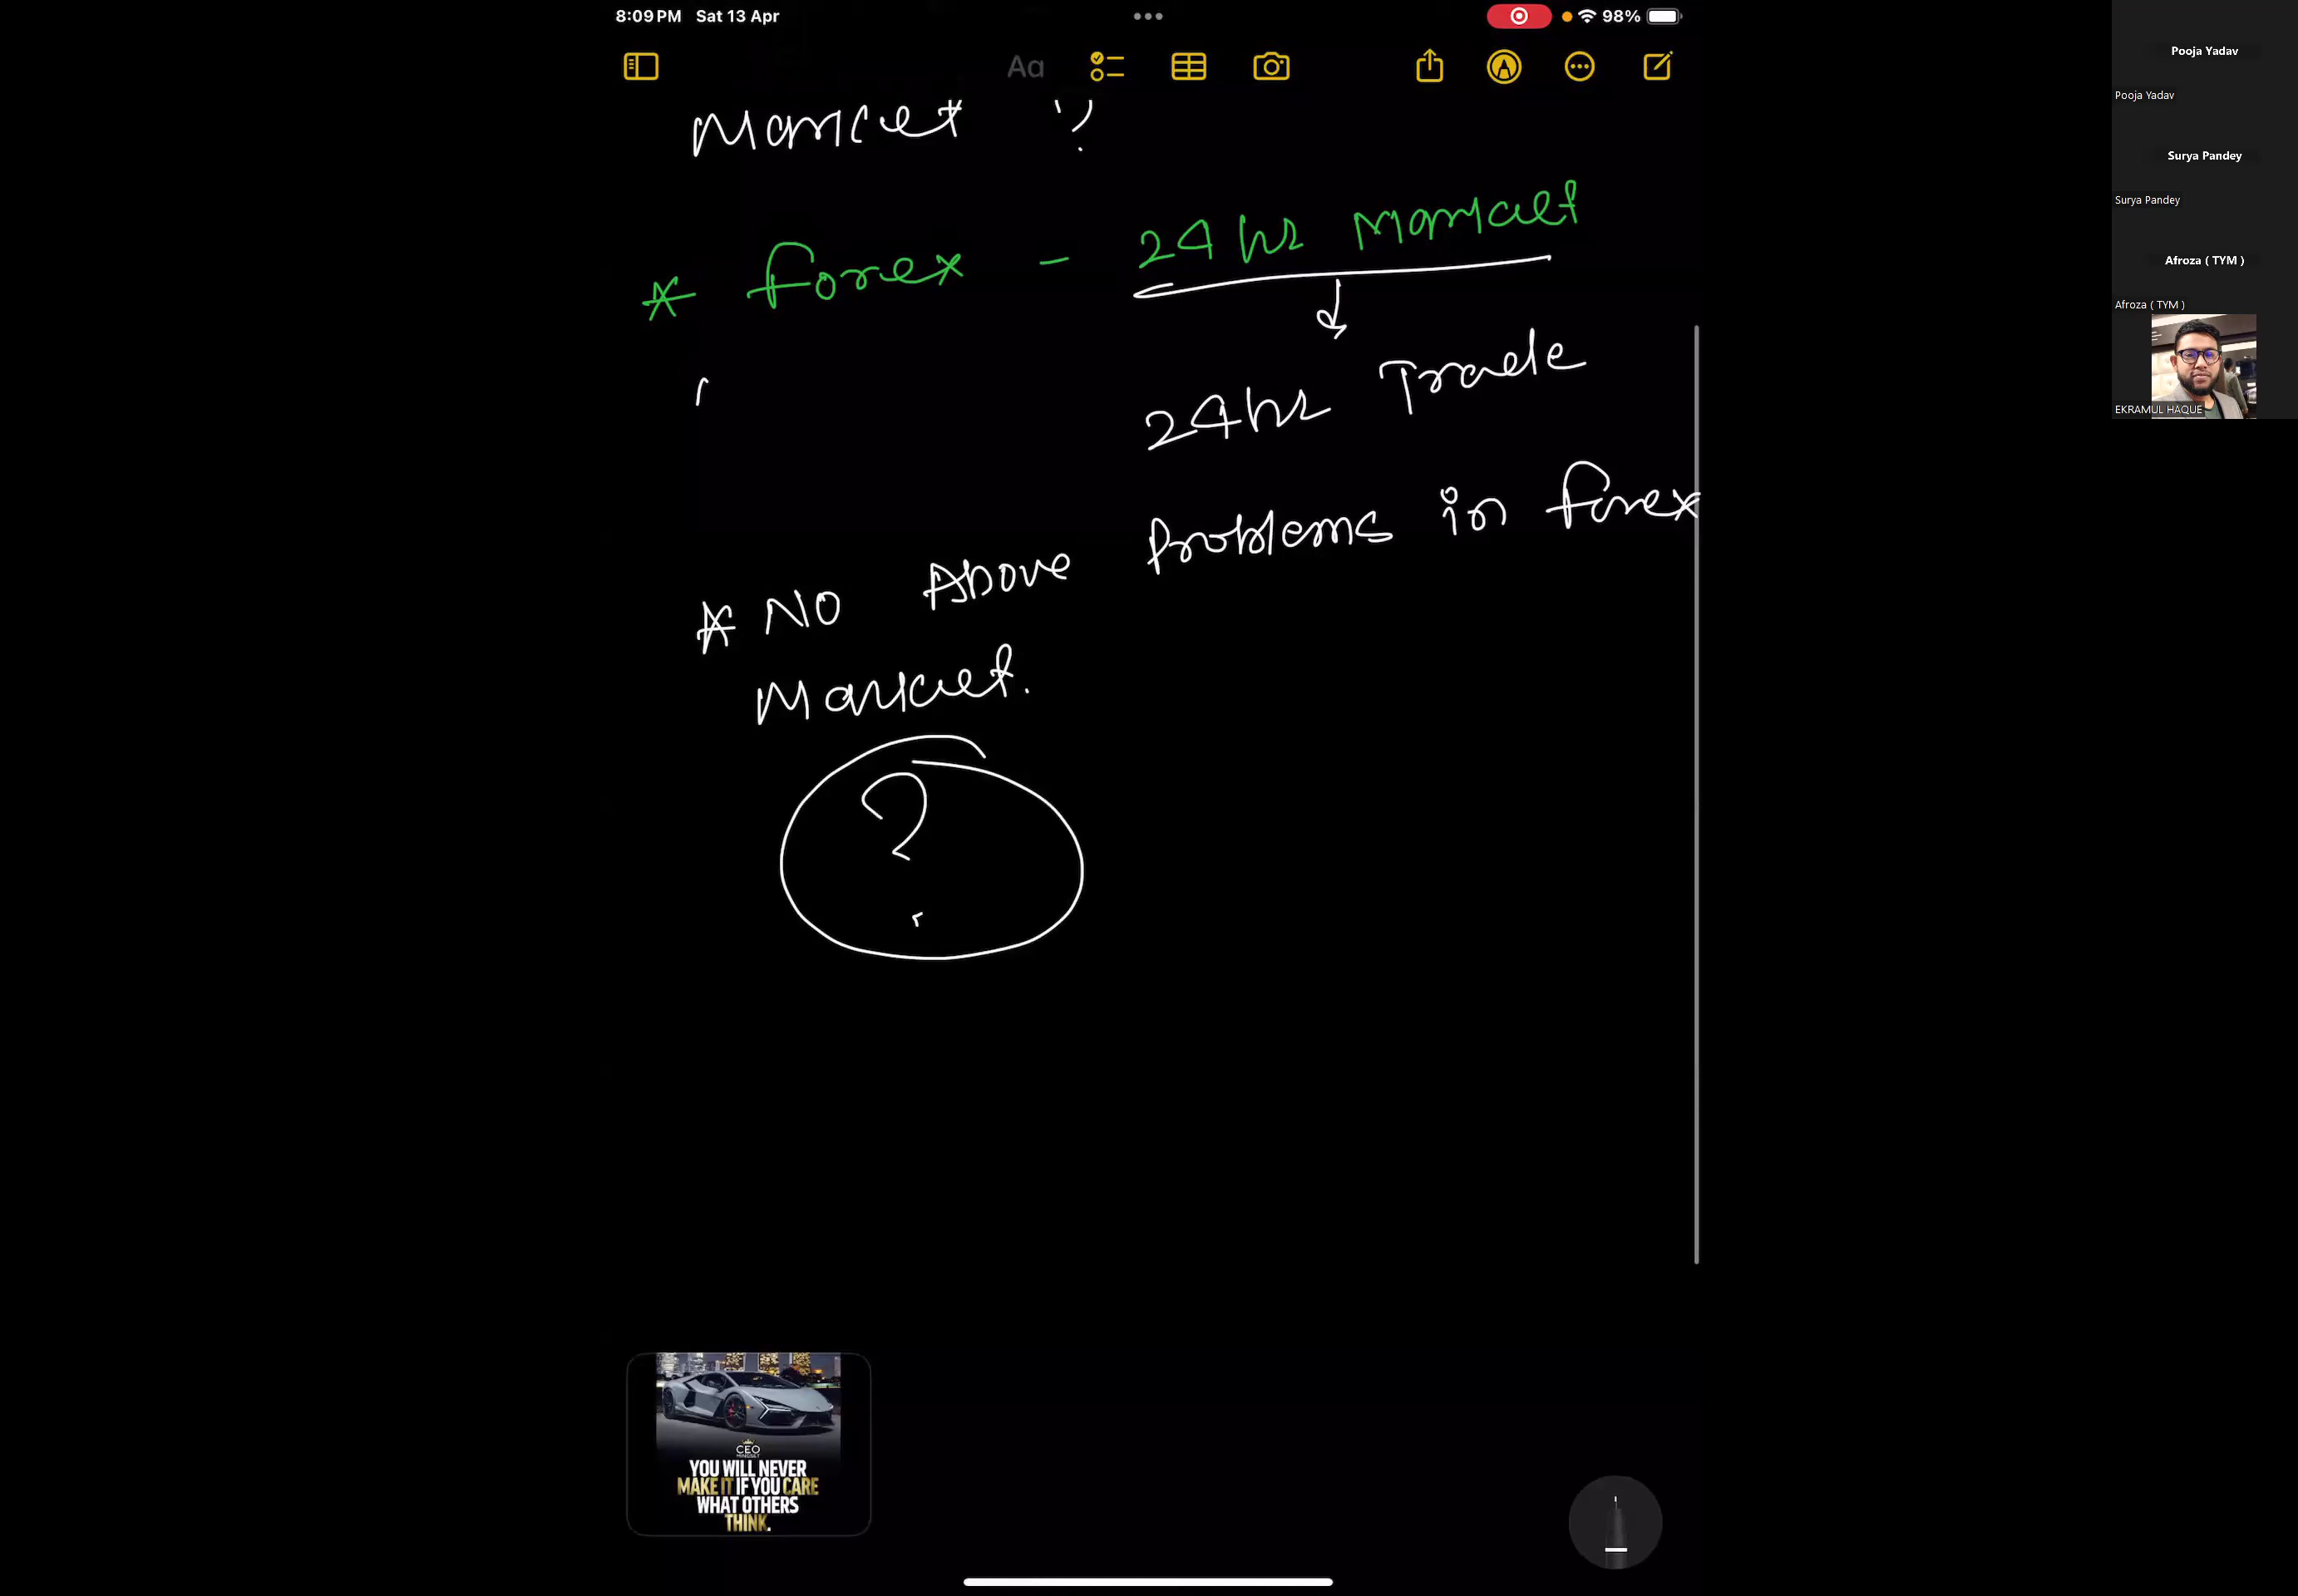 8:09 PM Sat 13 Apr
98%
Aa
Market ?
* Forex - 24 hr Market
24 hr Trade
* NO Above Problems in Forex
Market.
?
CEO
YOU WILL NEVER
MAKE IT IF YOU CARE
WHAT OTHERS
THINK.
Pooja Yadav
Pooja Yadav
Surya Pandey
Surya Pandey
Afroza ( TYM )
Afroza ( TYM )
EKRAMUL HAQUE